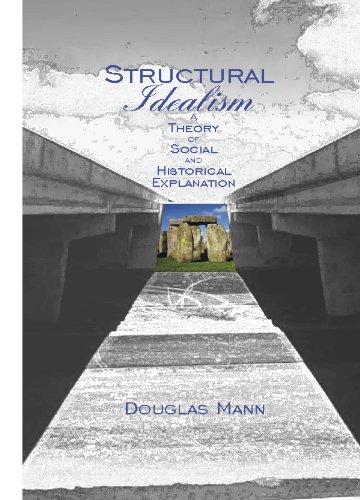 STRUCTURAL
Idealism
A
THEORY
OF
SOCIAL
AND
HISTORICAL
EXPLANATION
DOUGLAS MANN